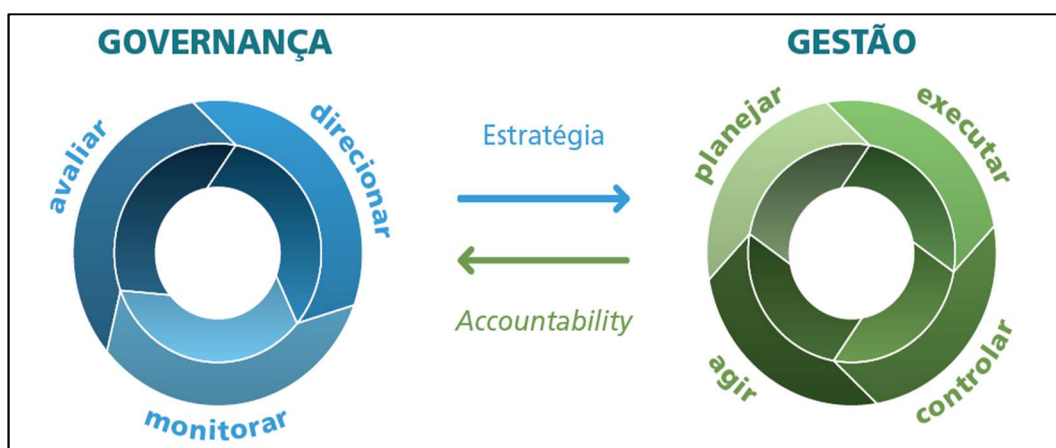 GOVERNANÇA
GESTÃO
avaliar
direcionar
monitorar
Estratégia
Accountability
planejar
executar
controlar
agir